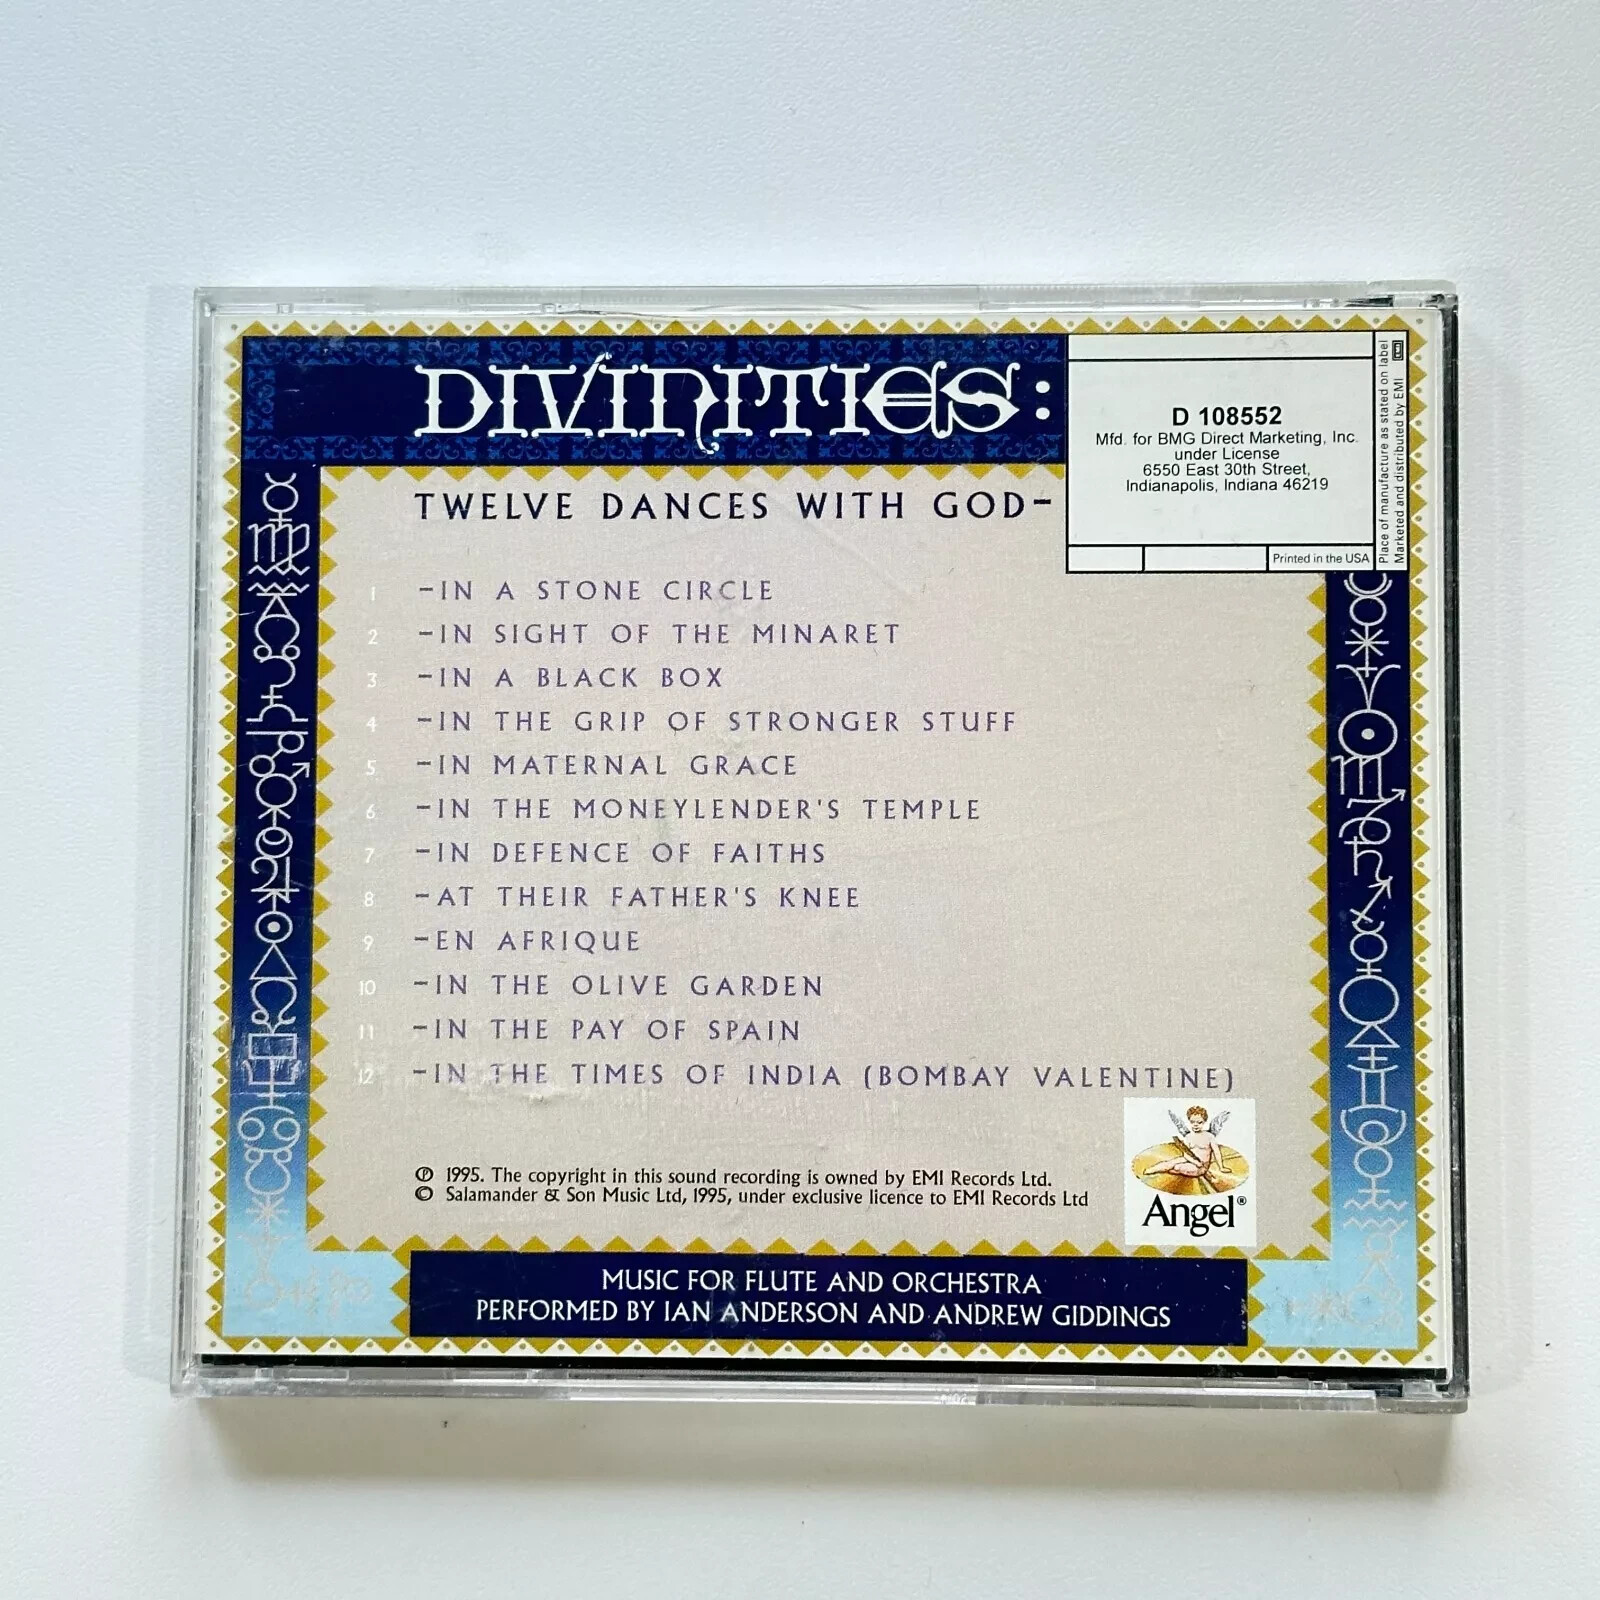 DIVINITIES:
TWELVE DANCES WITH GOD-
D 108552
Mfd. for BMG Direct Marketing, Inc.
under License
6550 East 30th Street,
Indianapolis, Indiana 46219
Printed in the USA
Place of manufacture as stated on label
Marketed and distributed by EMI
1 -IN A STONE CIRCLE
2 -IN SIGHT OF THE MINARET
3 -IN A BLACK BOX
4 -IN THE GRIP OF STRONGER STUFF
5 -IN MATERNAL GRACE
6 -IN THE MONEYLENDER'S TEMPLE
7 -IN DEFENCE OF FAITHS
8 -AT THEIR FATHER'S KNEE
9 -EN AFRIQUE
10 -IN THE OLIVE GARDEN
11 -IN THE PAY OF SPAIN
12 -IN THE TIMES OF INDIA (BOMBAY VALENTINE)
℗ 1995. The copyright in this sound recording is owned by EMI Records Ltd.
© Salamander & Son Music Ltd, 1995, under exclusive licence to EMI Records Ltd
Angel®
MUSIC FOR FLUTE AND ORCHESTRA
PERFORMED BY IAN ANDERSON AND ANDREW GIDDINGS